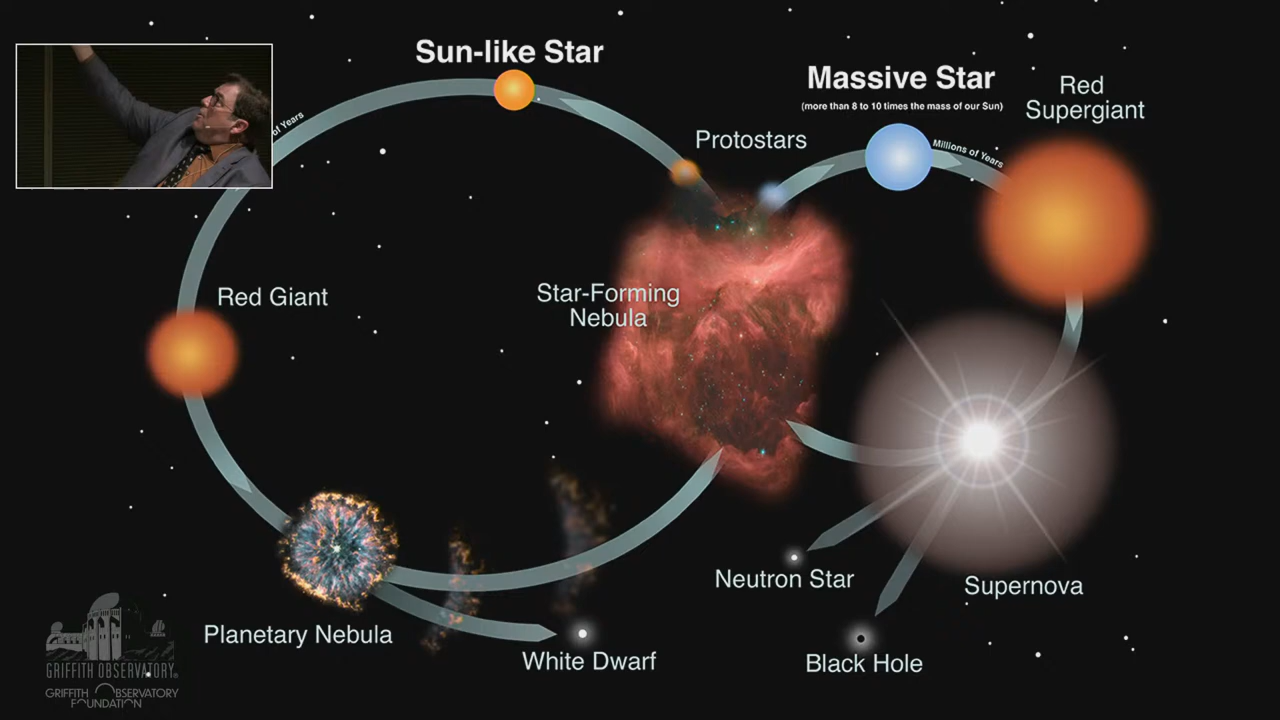 Sun-like Star
Massive Star
(more than 8 to 10 times the mass of our Sun)
Red
Supergiant
of Years
Protostars
Millions of Years
Red Giant
Star-Forming
Nebula
Neutron Star
Supernova
Planetary Nebula
White Dwarf
Black Hole
GRIFFITH OBSERVATORY
GRIFFITH OBSERVATORY
FOUNDATION